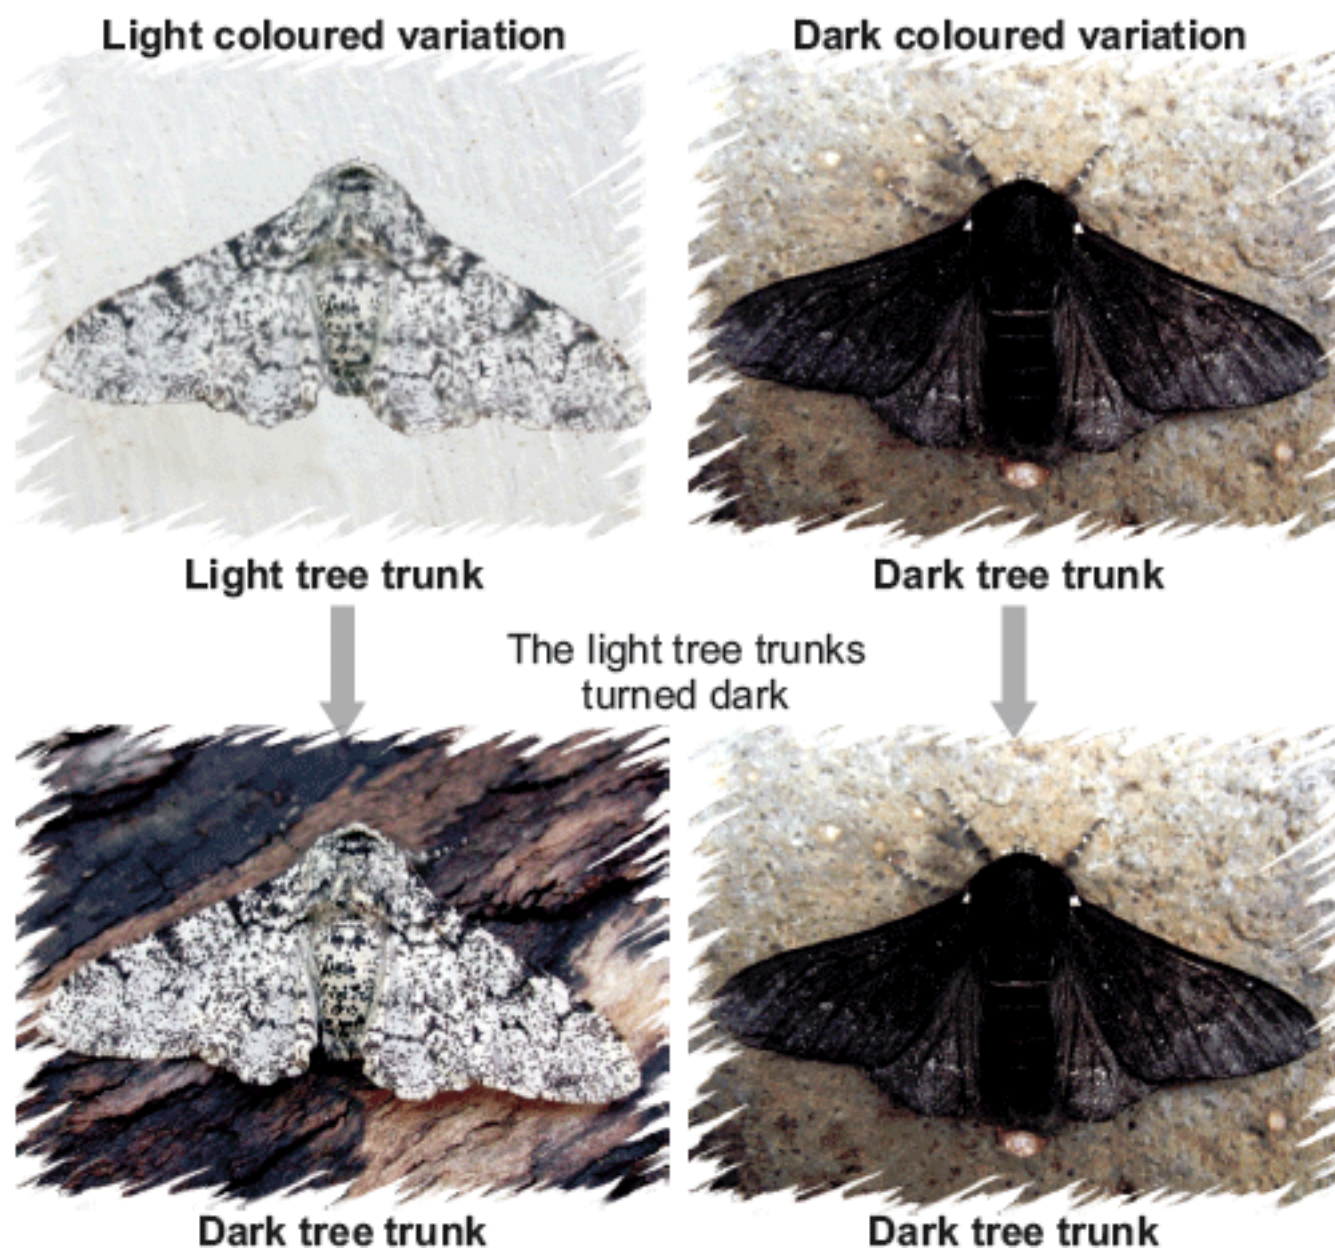 Light coloured variation
Dark coloured variation
Light tree trunk
Dark tree trunk
The light tree trunks
turned dark
Dark tree trunk
Dark tree trunk